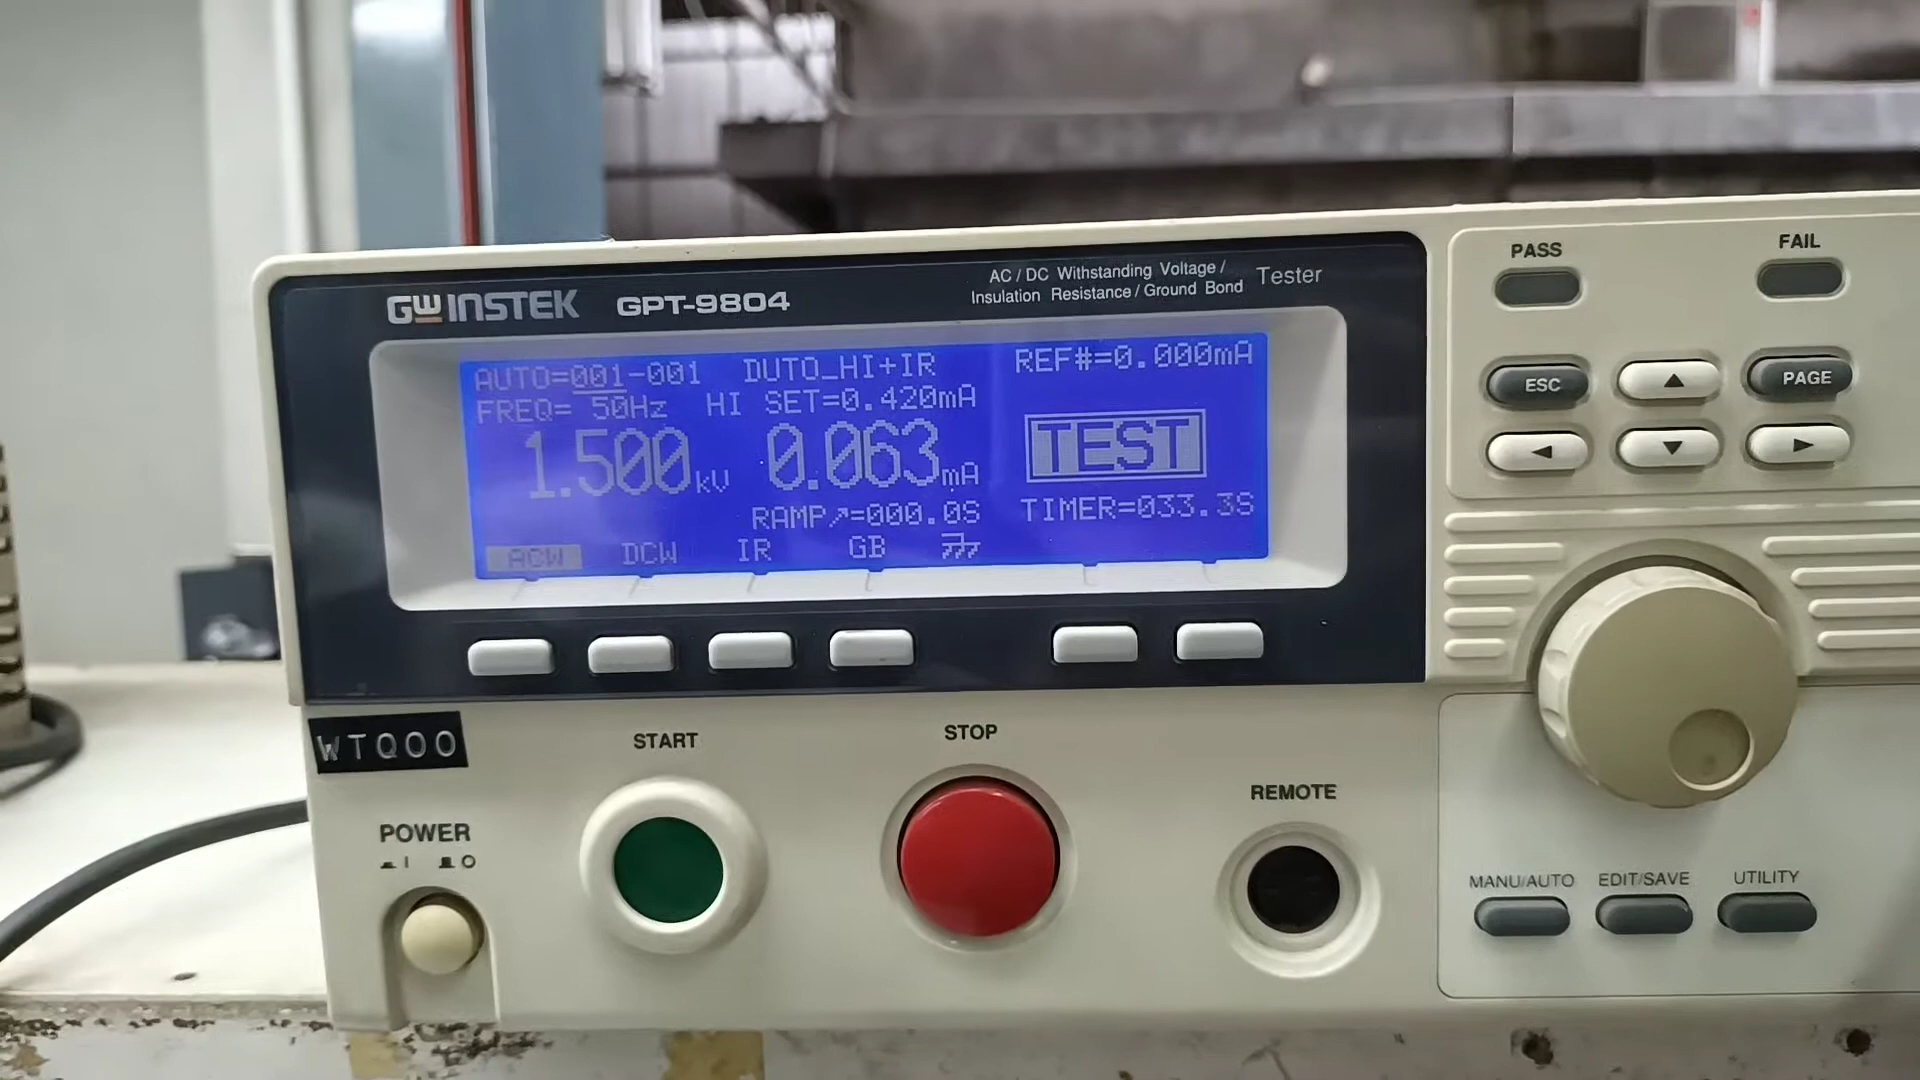 GWINSTEK GPT-9804
AC / DC Withstanding Voltage /
Insulation Resistance / Ground Bond Tester
AUTO=001-001 DUTO_HI+IR REF#=0.000mA
FREQ= 50Hz HI SET=0.420mA
1.500kV 0.063mA TEST
RAMP↗=000.0S TIMER=033.3S
ACW DCW IR GB
PASS FAIL
ESC ▲ PAGE
◄ ▼ ►
WTQ00
START STOP
REMOTE
POWER
I O
MANU/AUTO EDIT/SAVE UTILITY